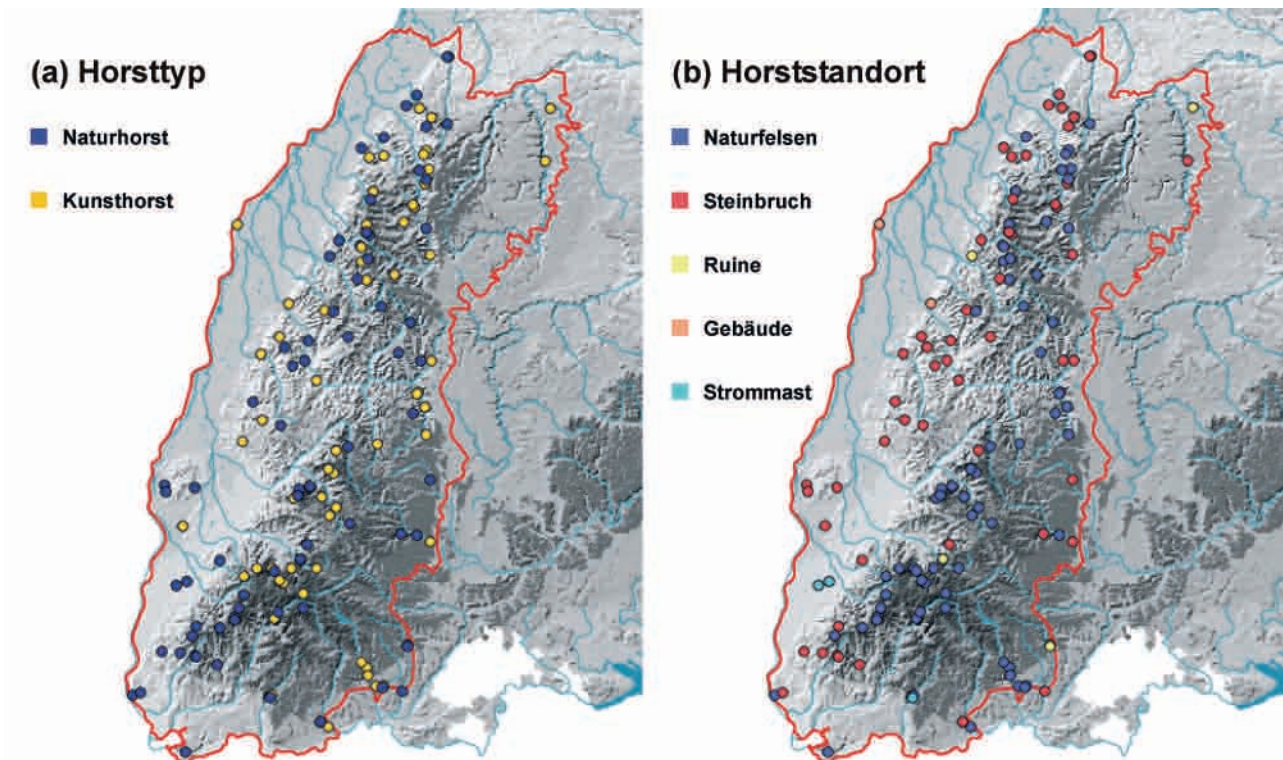 (a) Horsttyp
Naturhorst
Kunsthorst
(b) Horststandort
Naturfelsen
Steinbruch
Ruine
Gebäude
Strommast